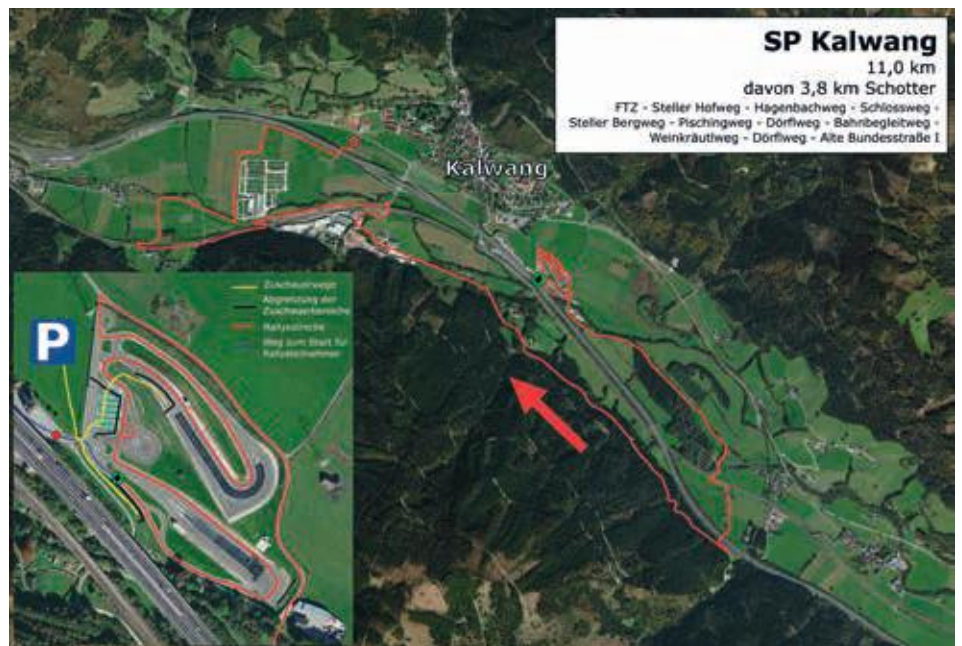 SP Kalwang
11,0 km
davon 3,8 km Schotter
FTZ - Steller Hofweg - Hagenbachweg - Schlossweg -
Steller Bergweg - Pischingweg - Dörflweg - Bahnbegleitweg -
Weinkräutlweg - Dörflweg - Alte Bundesstraße I
Kalwang
Zuschauerwege
Abgrenzung der
Zuschauerbereiche
Rallyestrecke
Weg zum Start für
Rallyeteilnehmer
P